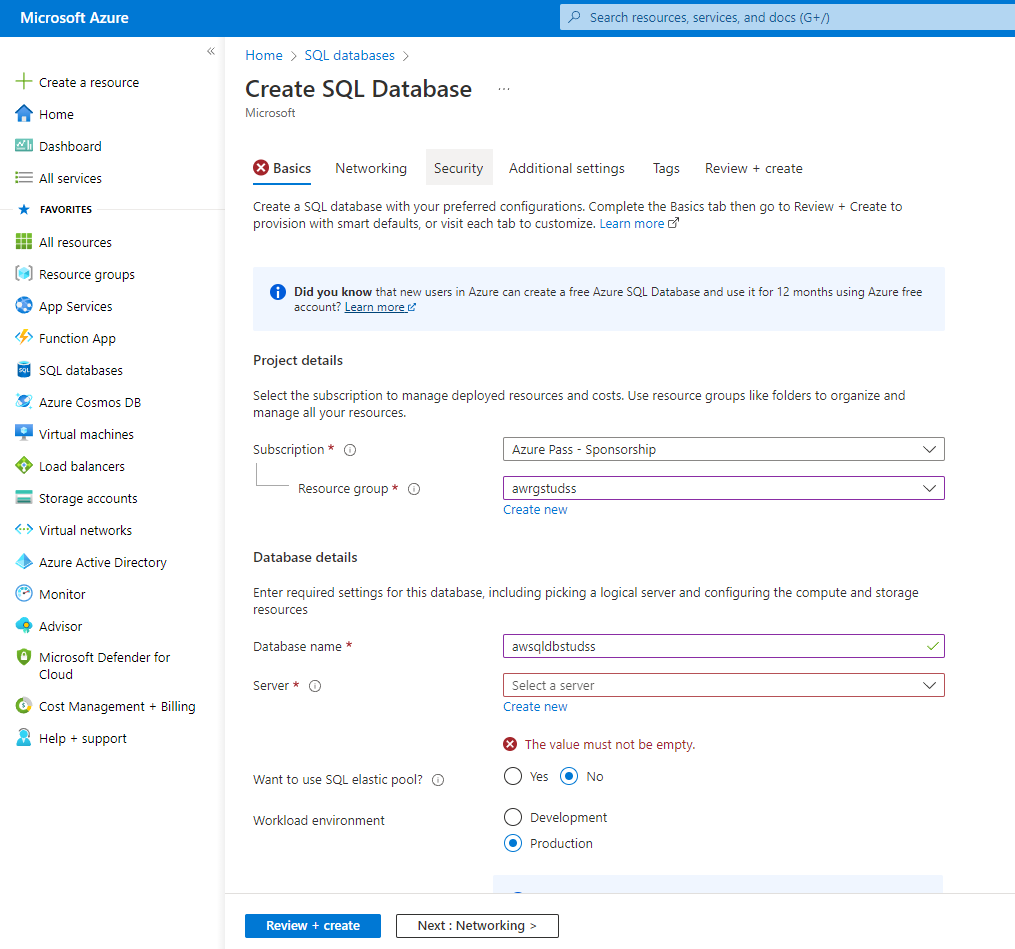 Microsoft Azure
Search resources, services, and docs (G+/)
«
Create a resource
Home
Dashboard
All services
FAVORITES
All resources
Resource groups
App Services
Function App
SQL databases
Azure Cosmos DB
Virtual machines
Load balancers
Storage accounts
Virtual networks
Azure Active Directory
Monitor
Advisor
Microsoft Defender for
Cloud
Cost Management + Billing
Help + support
Home > SQL databases >
Create SQL Database ...
Microsoft
Basics Networking Security Additional settings Tags Review + create
Create a SQL database with your preferred configurations. Complete the Basics tab then go to Review + Create to
provision with smart defaults, or visit each tab to customize. Learn more
Did you know that new users in Azure can create a free Azure SQL Database and use it for 12 months using Azure free
account? Learn more
Project details
Select the subscription to manage deployed resources and costs. Use resource groups like folders to organize and
manage all your resources.
Subscription * Azure Pass - Sponsorship
Resource group * awrgstudss
Create new
Database details
Enter required settings for this database, including picking a logical server and configuring the compute and storage
resources
Database name * awsqldbstudss
Server * Select a server
Create new
The value must not be empty.
Want to use SQL elastic pool? Yes No
Workload environment Development
Production
Review + create Next : Networking >